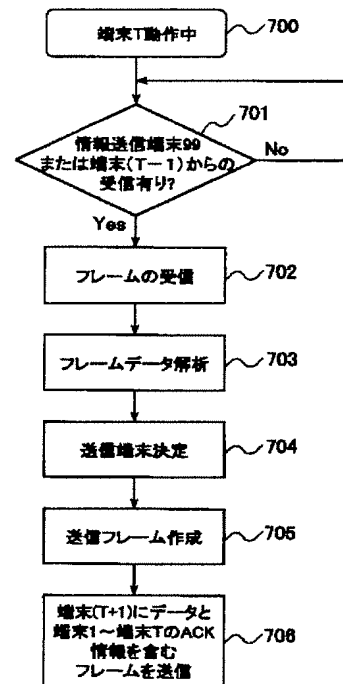 端末T動作中
700
701
情報送信端末99
または端末(T－1)からの
受信有り?
No
Yes
フレームの受信
702
フレームデータ解析
703
送信端末決定
704
送信フレーム作成
705
端末(T+1)にデータと
端末1～端末TのACK
情報を含む
フレームを送信
706